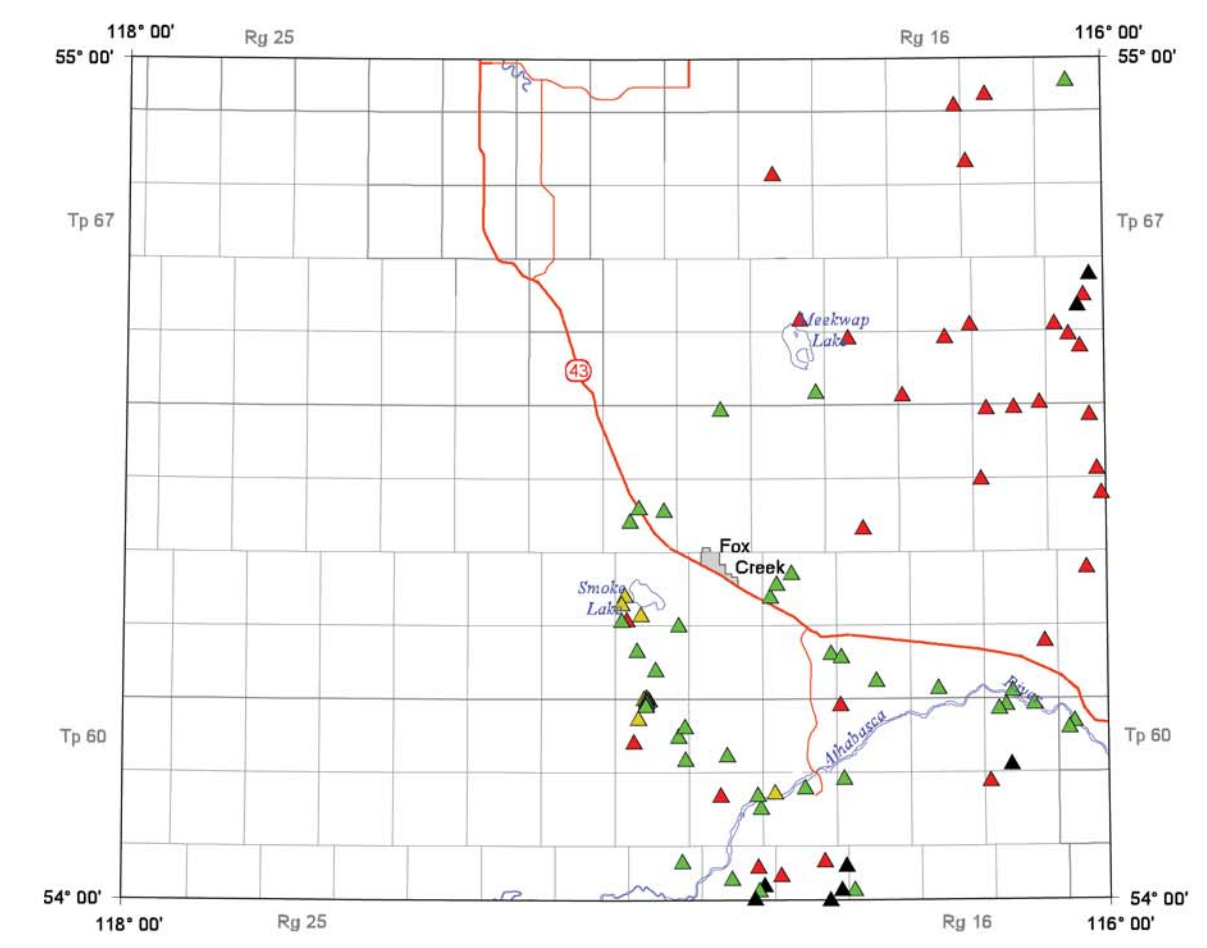 118° 00'
Rg 25
Rg 16
116° 00'
55° 00'
55° 00'
Tp 67
Tp 67
Meekwap
Lake
43
Fox
Creek
Smoke
Lake
River
Athabasca
Tp 60
Tp 60
54° 00'
54° 00'
118° 00'
Rg 25
Rg 16
116° 00'